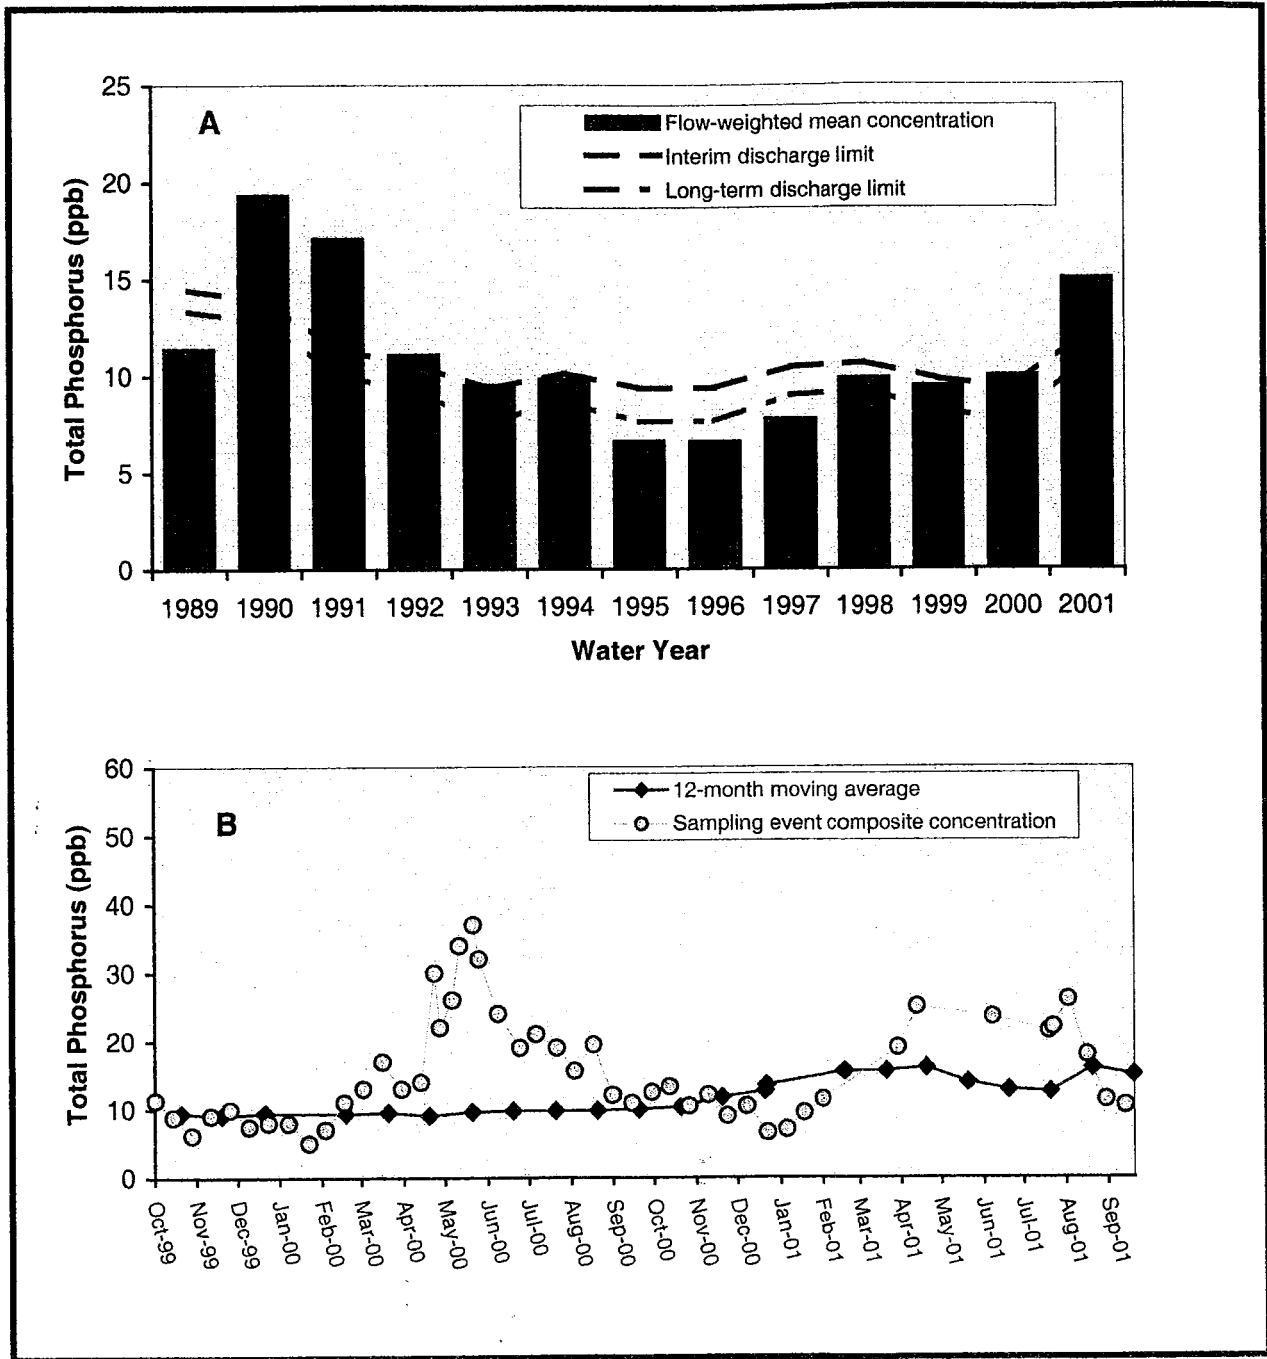 25
20
15
10
5
0
Total Phosphorus (ppb)
A
Flow-weighted mean concentration
Interim discharge limit
Long-term discharge limit
1989 1990 1991 1992 1993 1994 1995 1996 1997 1998 1999 2000 2001
Water Year
60
50
40
30
20
10
0
Total Phosphorus (ppb)
B
12-month moving average
Sampling event composite concentration
Oct-99 Nov-99 Dec-99 Jan-00 Feb-00 Mar-00 Apr-00 May-00 Jun-00 Jul-00 Aug-00 Sep-00 Oct-00 Nov-00 Dec-00 Jan-01 Feb-01 Mar-01 Apr-01 May-01 Jun-01 Jul-01 Aug-01 Sep-01